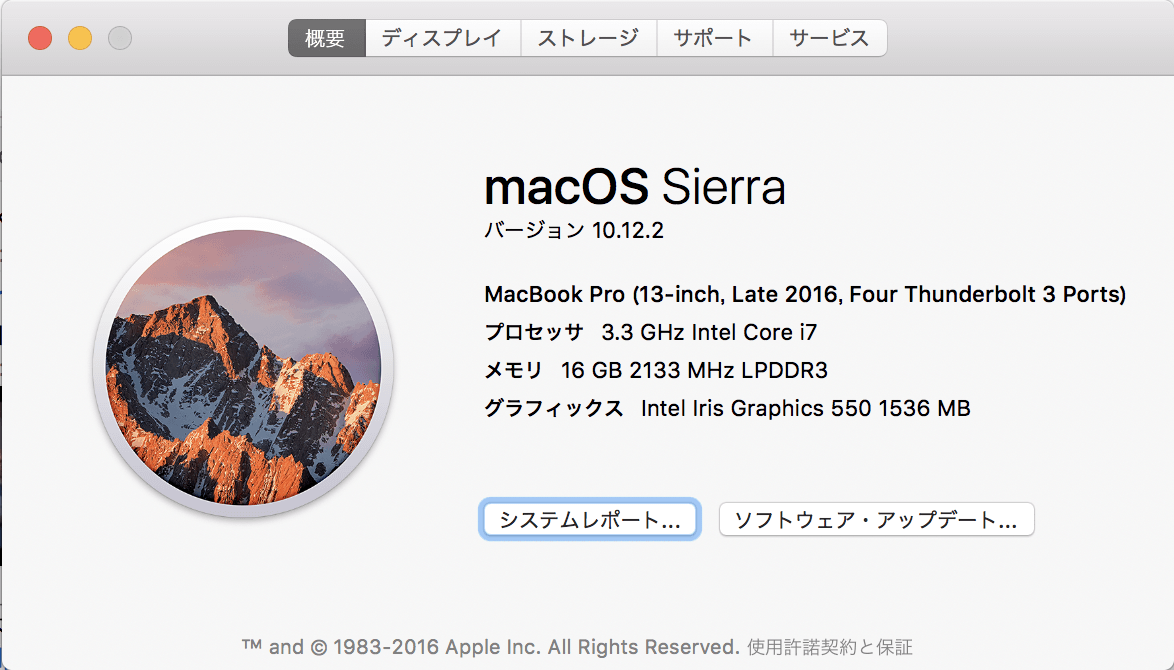 概要 ディスプレイ ストレージ サポート サービス
macOS Sierra
バージョン 10.12.2
MacBook Pro (13-inch, Late 2016, Four Thunderbolt 3 Ports)
プロセッサ 3.3 GHz Intel Core i7
メモリ 16 GB 2133 MHz LPDDR3
グラフィックス Intel Iris Graphics 550 1536 MB
システムレポート... ソフトウェア・アップデート...
™ and © 1983-2016 Apple Inc. All Rights Reserved. 使用許諾契約と保証